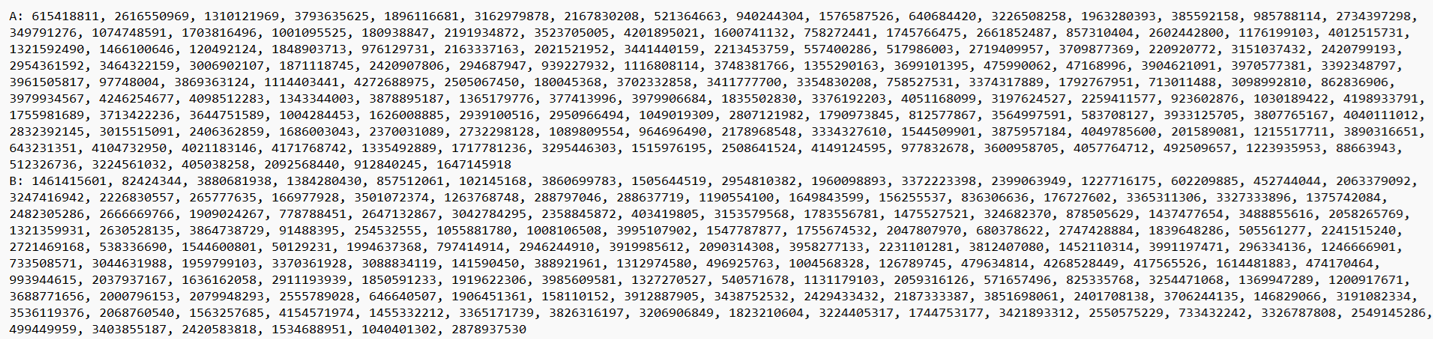 A: 615418811, 2616550969, 1310121969, 3793635625, 1896116681, 3162979878, 2167830208, 521364663, 940244304, 1576587526, 640684420, 3226508258, 1963280393, 385592158, 985788114, 2734397298,
349791276, 1074748591, 1703816496, 1001095525, 180938847, 2191934872, 3523705005, 4201895021, 1600741132, 758272441, 1745766475, 2661852487, 857310404, 2602442800, 1176199103, 4012515731,
1321592490, 1466100646, 120492124, 1848903713, 976129731, 2163337163, 2021521952, 3441440159, 2213453759, 557400286, 517986003, 2719409957, 3709877369, 220920772, 3151037432, 2420799193,
2954361592, 3464322159, 3006902107, 1871118745, 2420907806, 294687947, 939227932, 1116808114, 3748381766, 1355290163, 3699101395, 475990062, 47168996, 3904621091, 3970577381, 3392348797,
3961505817, 97748004, 3869363124, 1114403441, 4272688975, 2505067450, 180045368, 3702332858, 3411777700, 3354830208, 758527531, 3374317889, 1792767951, 713011488, 3098992810, 862836906,
3979934567, 4246254677, 4098512283, 1343344003, 3878895187, 1365179776, 377413996, 3979906684, 1835502830, 3376192203, 4051168099, 3197624527, 2259411577, 923602876, 1030189422, 4198933791,
1755981689, 3713422236, 3644751589, 1004284453, 1626008885, 2939100516, 2950966494, 1049019309, 2807121982, 1790973845, 812577867, 3564997591, 583708127, 3933125705, 3807765167, 4040111012,
2832392145, 3015515091, 2406362859, 1686003043, 2370031089, 2732298128, 1089809554, 964696490, 2178968548, 3334327610, 1544509901, 3875957184, 4049785600, 201589081, 1215517711, 3890316651,
643231351, 4104732950, 4021183146, 4171768742, 1335492889, 1717781236, 3295446303, 1515976195, 2508641524, 4149124595, 977832678, 3600958705, 4057764712, 492509657, 1223935953, 88663943,
512326736, 3224561032, 405038258, 2092568440, 912840245, 1647145918
B: 1461415601, 82424344, 3880681938, 1384280430, 857512061, 102145168, 3860699783, 1505644519, 2954810382, 1960098893, 3372223398, 2399063949, 1227716175, 602209885, 452744044, 2063379092,
3247416942, 2226830557, 265777635, 166977928, 3501072374, 1263768748, 288797046, 288637719, 1190554100, 1649843599, 156255537, 836306636, 176727602, 3365311306, 3327333896, 1375742084,
2482305286, 2666669766, 1909024267, 778788451, 2647132867, 3042784295, 2358845872, 403419805, 3153579568, 1783556781, 1475527521, 324682370, 878505629, 1437477654, 3488855616, 2058265769,
1321359931, 2630528135, 3864738729, 91488395, 254532555, 1055881780, 1008106508, 3995107902, 1547787877, 1755674532, 2047807970, 680378622, 2747428884, 1839648286, 505561277, 2241515240,
2721469168, 538336690, 1544600801, 50129231, 1994637368, 797414914, 2946244910, 3919985612, 2090314308, 3958277133, 2231101281, 3812407080, 1452110314, 3991197471, 296334136, 1246666901,
733508571, 3044631988, 1959799103, 3370361928, 3088834119, 141590450, 388921961, 1312974580, 496925763, 1004568328, 126789745, 479634814, 4268528449, 417565526, 1614481883, 474170464,
993944615, 2037937167, 1636162058, 2911193939, 1850591233, 1919622306, 3985609581, 1327270527, 540571678, 1131179103, 2059316126, 571657496, 825335768, 3254471068, 1369947289, 1200917671,
3688771656, 2000796153, 2079948293, 2555789028, 646640507, 1906451361, 158110152, 3912887905, 3438752532, 2429433432, 2187333387, 3851698061, 2401708138, 3706244135, 146829066, 3191082334,
3536119376, 2068760540, 1563257685, 4154571974, 1455332212, 3365171739, 3826316197, 3206906849, 1823210604, 3224405317, 1744753177, 3421893312, 2550575229, 733432242, 3326787808, 2549145286,
499449959, 3403855187, 2420583818, 1534688951, 1040401302, 2878937530